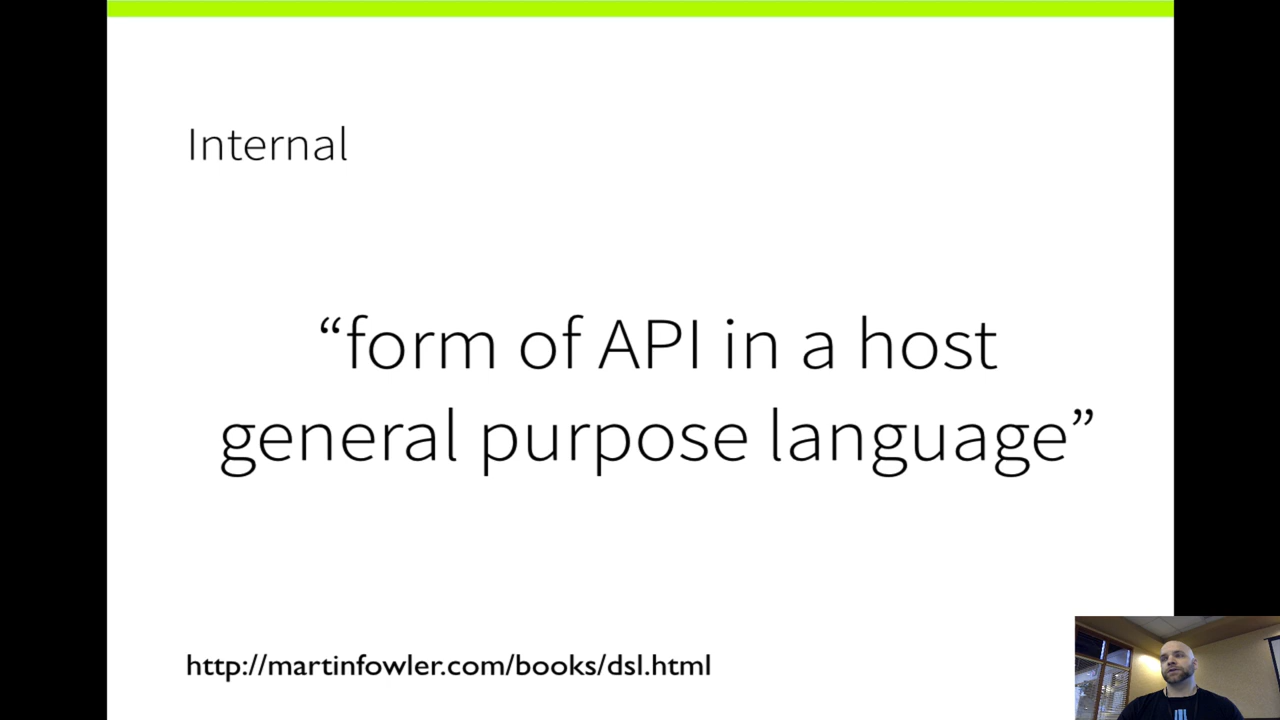 Internal
“form of API in a host
general purpose language”
http://martinfowler.com/books/dsl.html